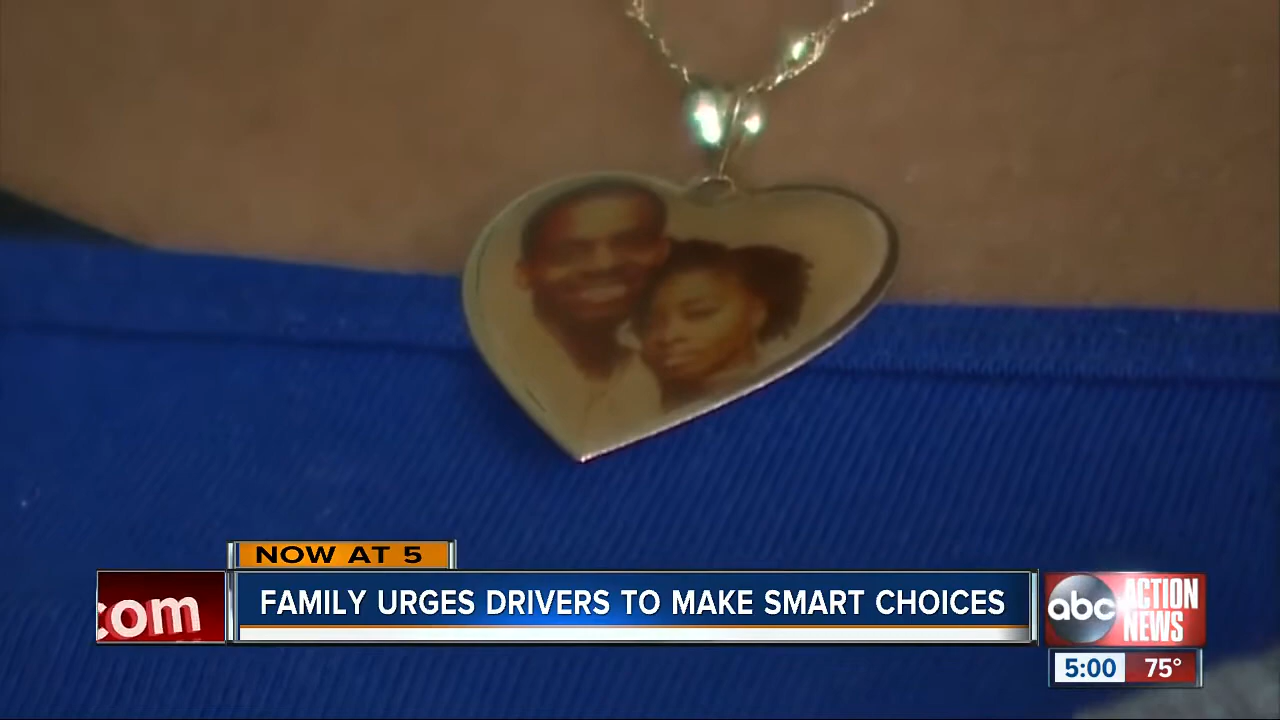 NOW AT 5
FAMILY URGES DRIVERS TO MAKE SMART CHOICES
com
abc ACTION NEWS
5:00 75°